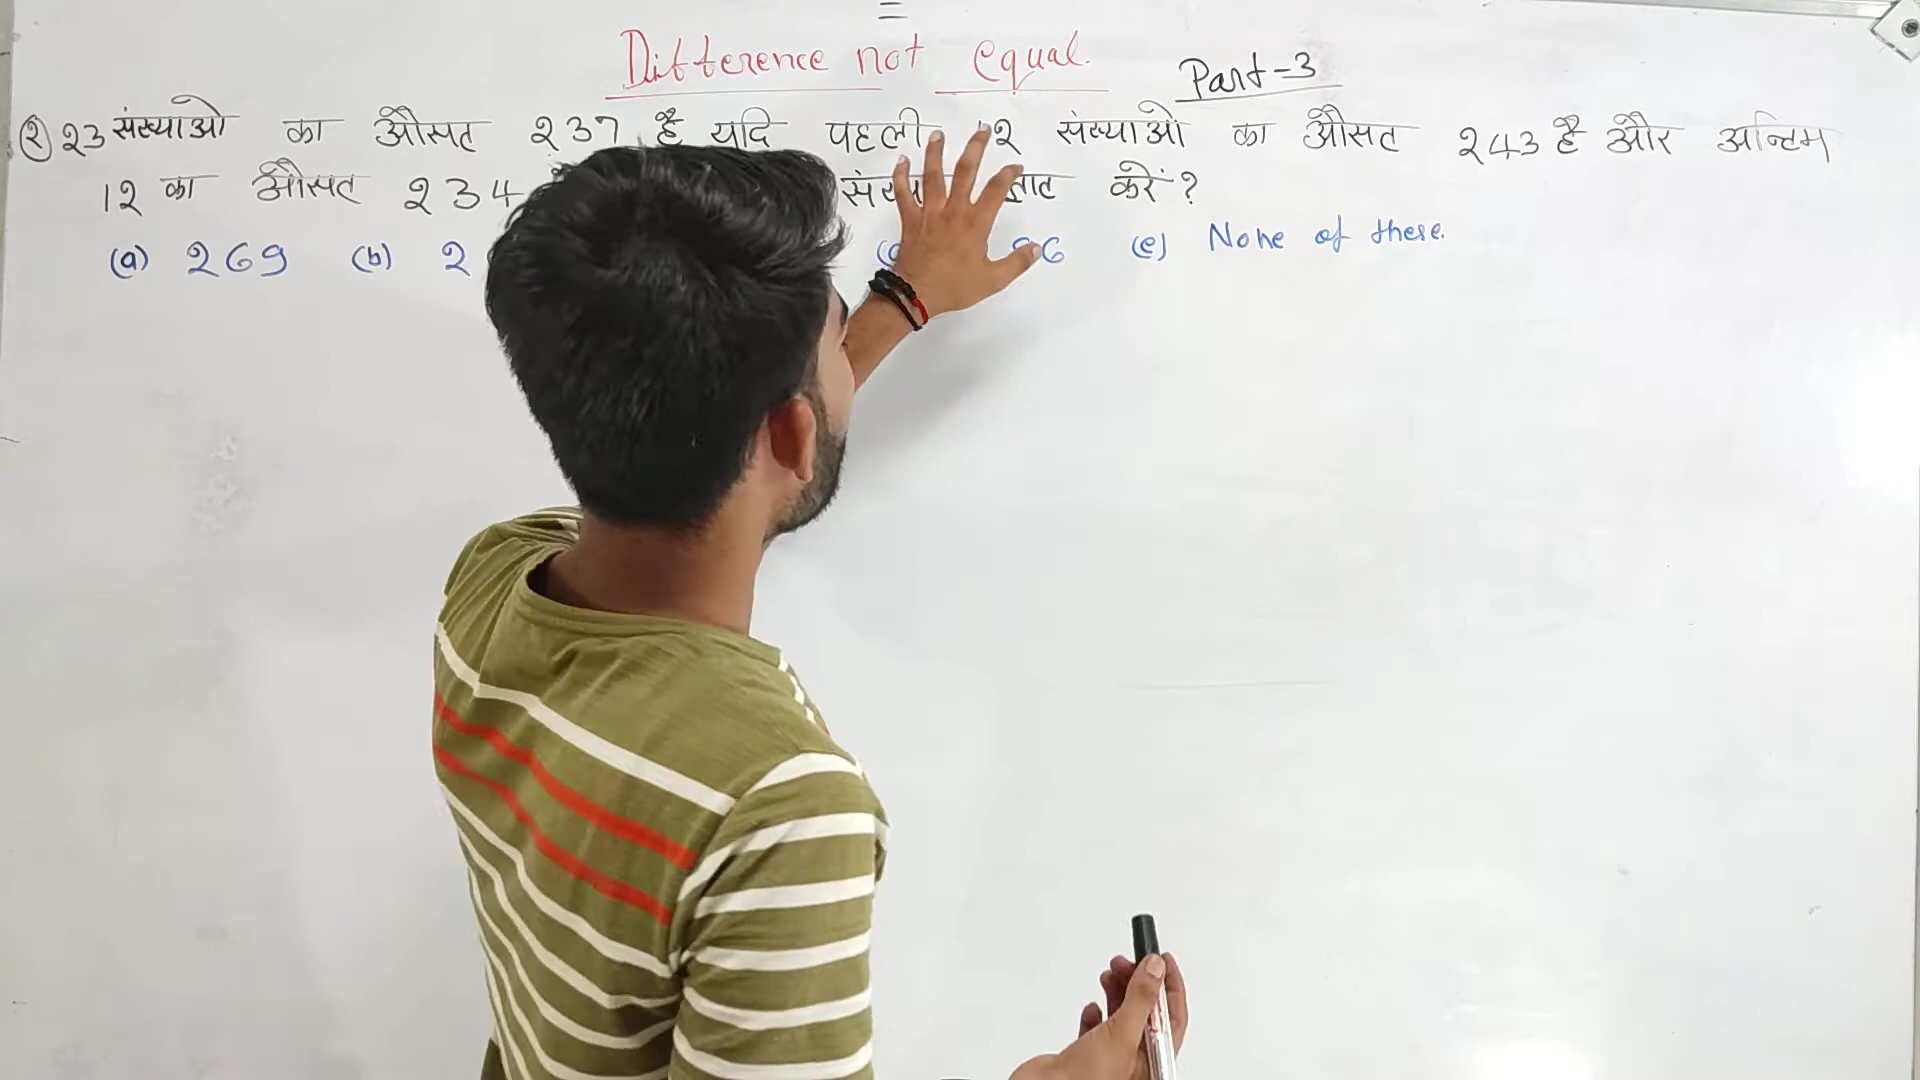 Difference not equal.
Part-3
(2) 23 संख्याओ का औसत 237 है यदि पहली 12 संख्याओ का औसत 243 है और अन्तिम
12 का औसत 234 करें?
(a) 269 (b) 2 (e) None of these.